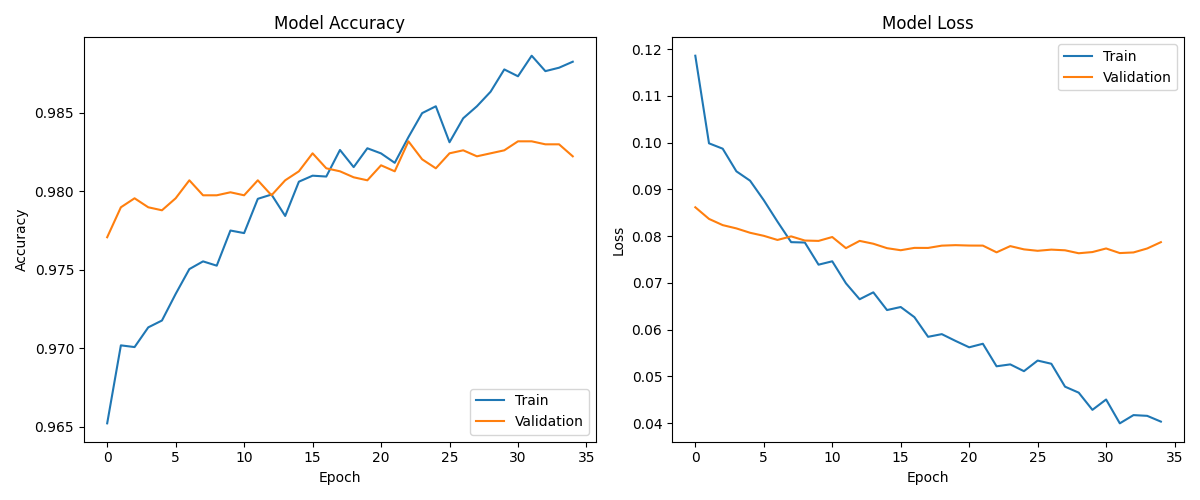 Model Accuracy
Accuracy
0.985
0.980
0.975
0.970
0.965
0 5 10 15 20 25 30 35
Epoch
Train
Validation
Model Loss
Loss
0.12
0.11
0.10
0.09
0.08
0.07
0.06
0.05
0.04
0 5 10 15 20 25 30 35
Epoch
Train
Validation